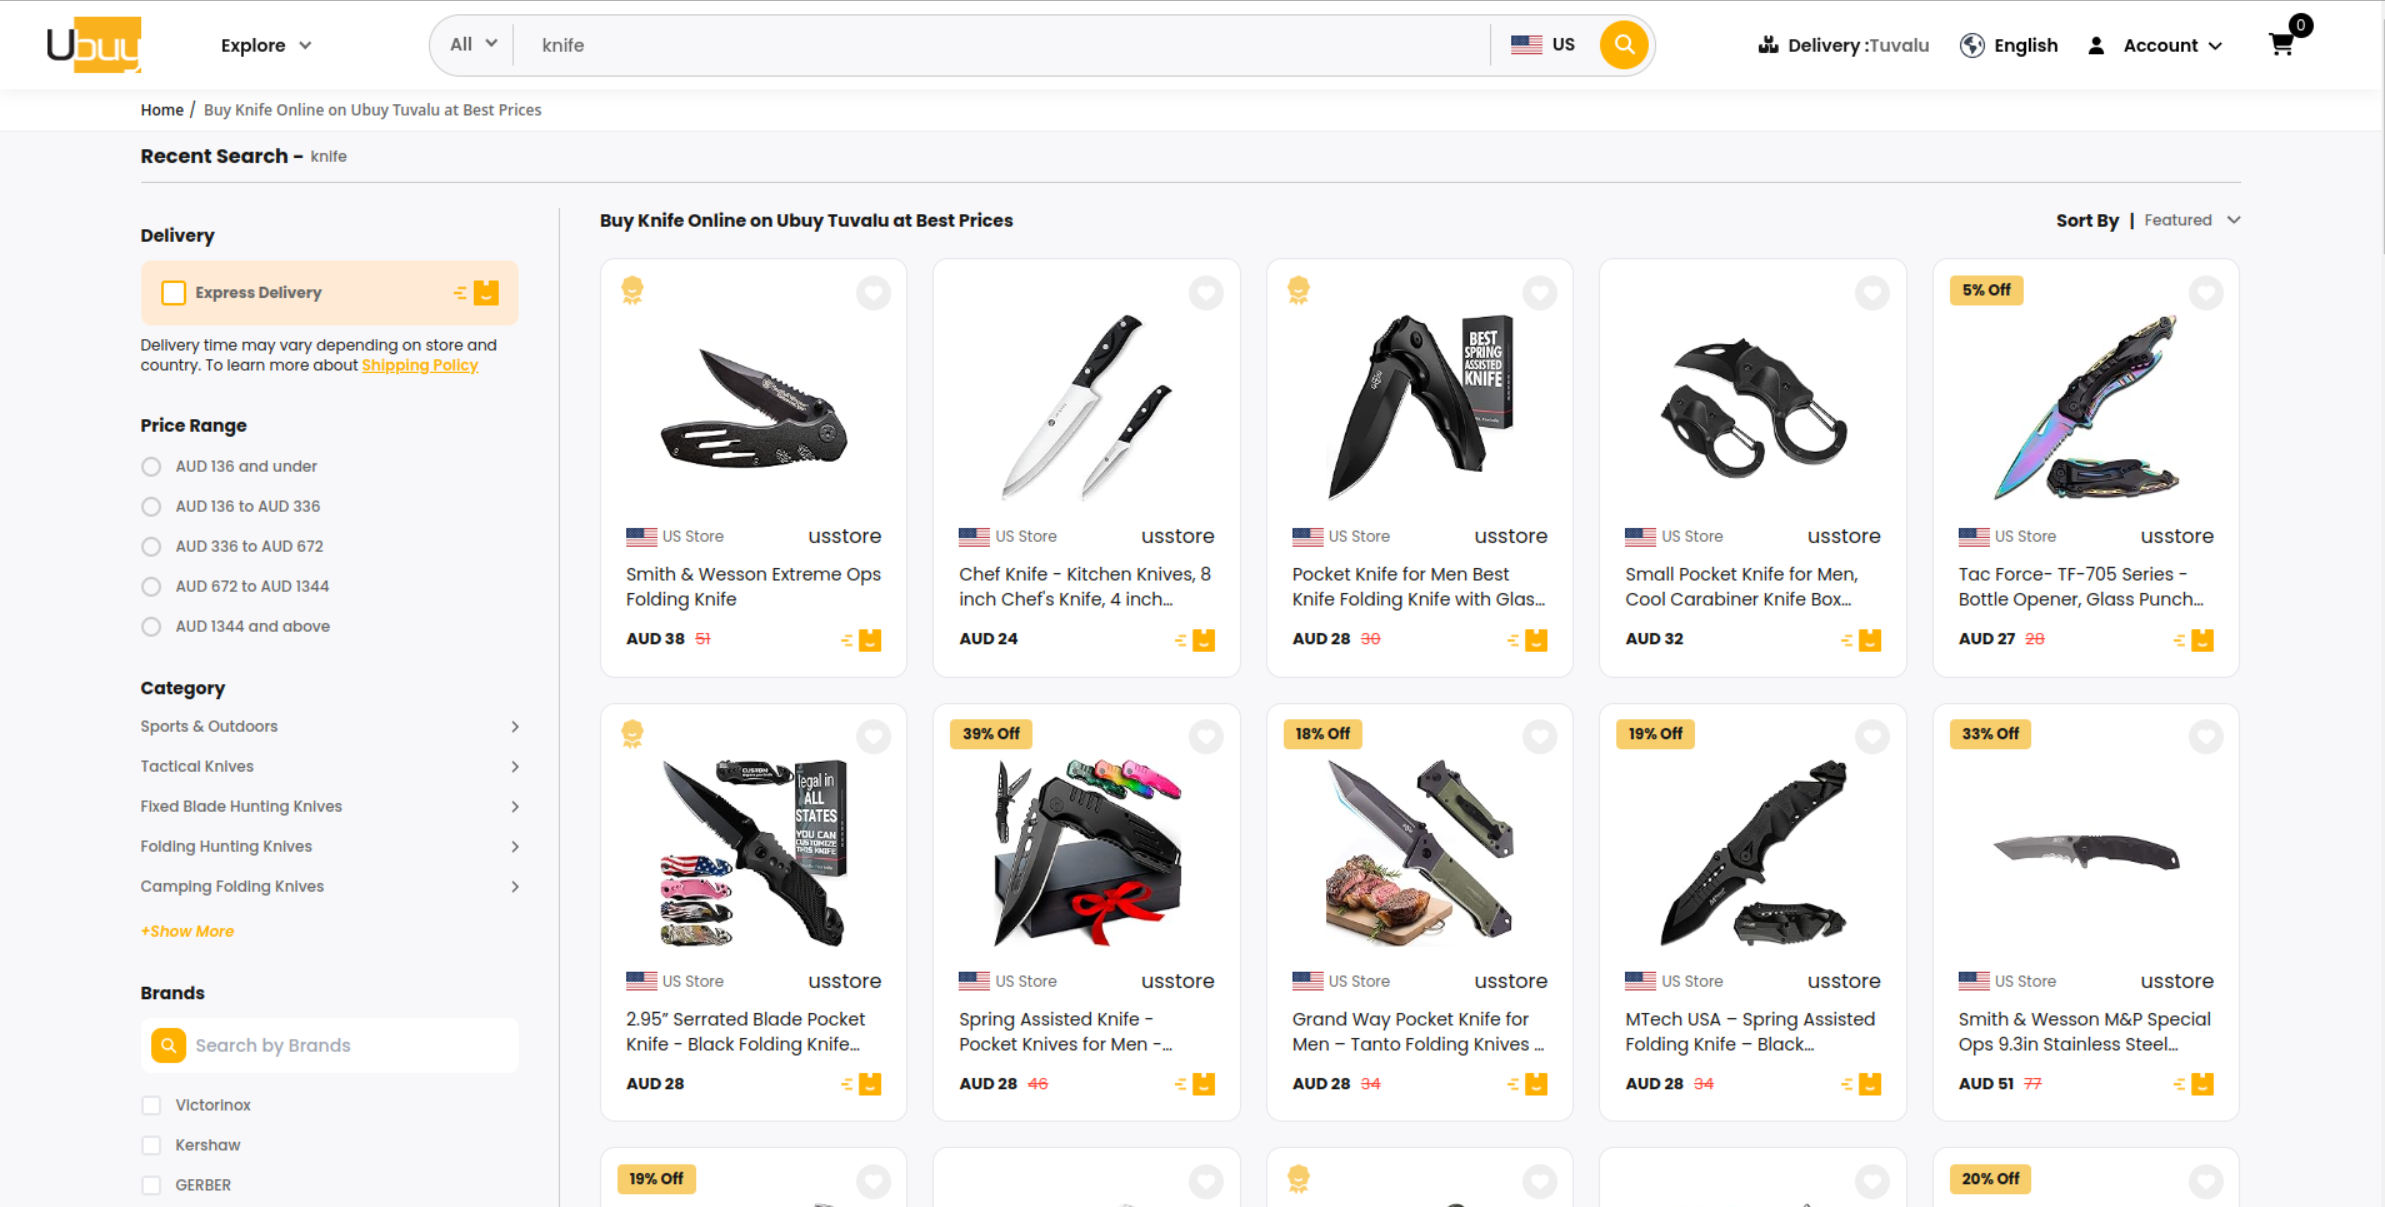 Ubuy
Explore
All
knife
US
Delivery :Tuvalu
English
Account
0
Home / Buy Knife Online on Ubuy Tuvalu at Best Prices
Recent Search - knife
Delivery
Express Delivery
Delivery time may vary depending on store and
country. To learn more about Shipping Policy
Price Range
AUD 136 and under
AUD 136 to AUD 336
AUD 336 to AUD 672
AUD 672 to AUD 1344
AUD 1344 and above
Category
Sports & Outdoors
Tactical Knives
Fixed Blade Hunting Knives
Folding Hunting Knives
Camping Folding Knives
+Show More
Brands
Search by Brands
Victorinox
Kershaw
GERBER
Buy Knife Online on Ubuy Tuvalu at Best Prices
Sort By | Featured
US Store usstore
Smith & Wesson Extreme Ops
Folding Knife
AUD 38 51
US Store usstore
Chef Knife - Kitchen Knives, 8
inch Chef's Knife, 4 inch...
AUD 24
BEST
SPRING
ASSISTED
KNIFE
US Store usstore
Pocket Knife for Men Best
Knife Folding Knife with Glas...
AUD 28 30
US Store usstore
Small Pocket Knife for Men,
Cool Carabiner Knife Box...
AUD 32
5% Off
US Store usstore
Tac Force- TF-705 Series -
Bottle Opener, Glass Punch...
AUD 27 28
CUSTOM
legal in
ALL
STATES
YOU CAN
CUSTOMIZE
THIS KNIFE
US Store usstore
2.95” Serrated Blade Pocket
Knife - Black Folding Knife...
AUD 28
39% Off
US Store usstore
Spring Assisted Knife -
Pocket Knives for Men -...
AUD 28 46
18% Off
US Store usstore
Grand Way Pocket Knife for
Men – Tanto Folding Knives ...
AUD 28 34
19% Off
US Store usstore
MTech USA – Spring Assisted
Folding Knife – Black...
AUD 28 34
33% Off
US Store usstore
Smith & Wesson M&P Special
Ops 9.3in Stainless Steel...
AUD 51 77
19% Off
20% Off